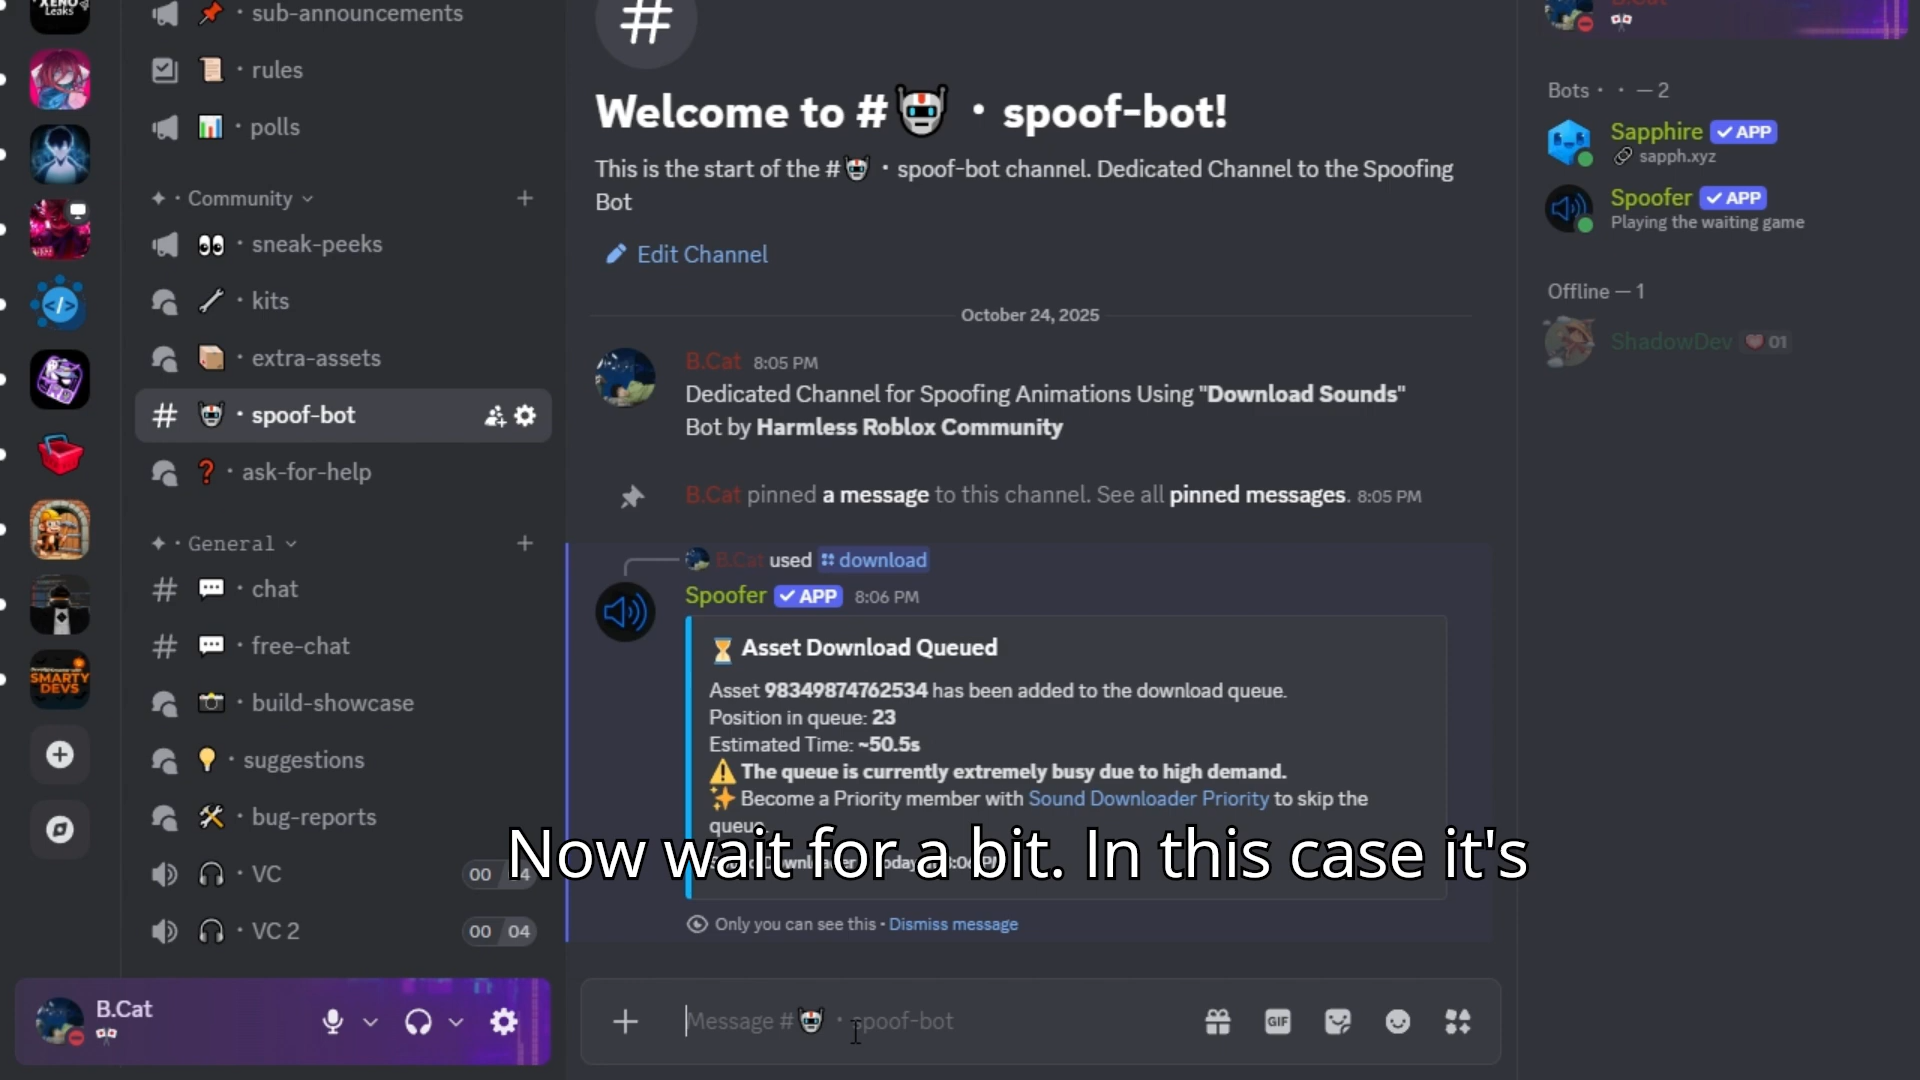 XENO
Leaks
sub-announcements
rules
polls
Community
sneak-peeks
kits
extra-assets
spoof-bot
ask-for-help
General
chat
free-chat
build-showcase
suggestions
bug-reports
VC
00
VC 2
00 04
SMARTY
DEVS
B.Cat
Welcome to # · spoof-bot!
This is the start of the # · spoof-bot channel. Dedicated Channel to the Spoofing
Bot
Edit Channel
October 24, 2025
B.Cat 8:05 PM
Dedicated Channel for Spoofing Animations Using "Download Sounds"
Bot by Harmless Roblox Community
B.Cat pinned a message to this channel. See all pinned messages. 8:05 PM
B.Cat used download
Spoofer ✓ APP 8:06 PM
Asset Download Queued
Asset 98349874762534 has been added to the download queue.
Position in queue: 23
Estimated Time: ~50.5s
The queue is currently extremely busy due to high demand.
Become a Priority member with Sound Downloader Priority to skip the
queue.
Now wait for a bit. In this case it's
Only you can see this • Dismiss message
Message # · spoof-bot
GIF
B.Cat
Bots · · — 2
Sapphire ✓ APP
sapph.xyz
Spoofer ✓ APP
Playing the waiting game
Offline — 1
ShadowDev 01